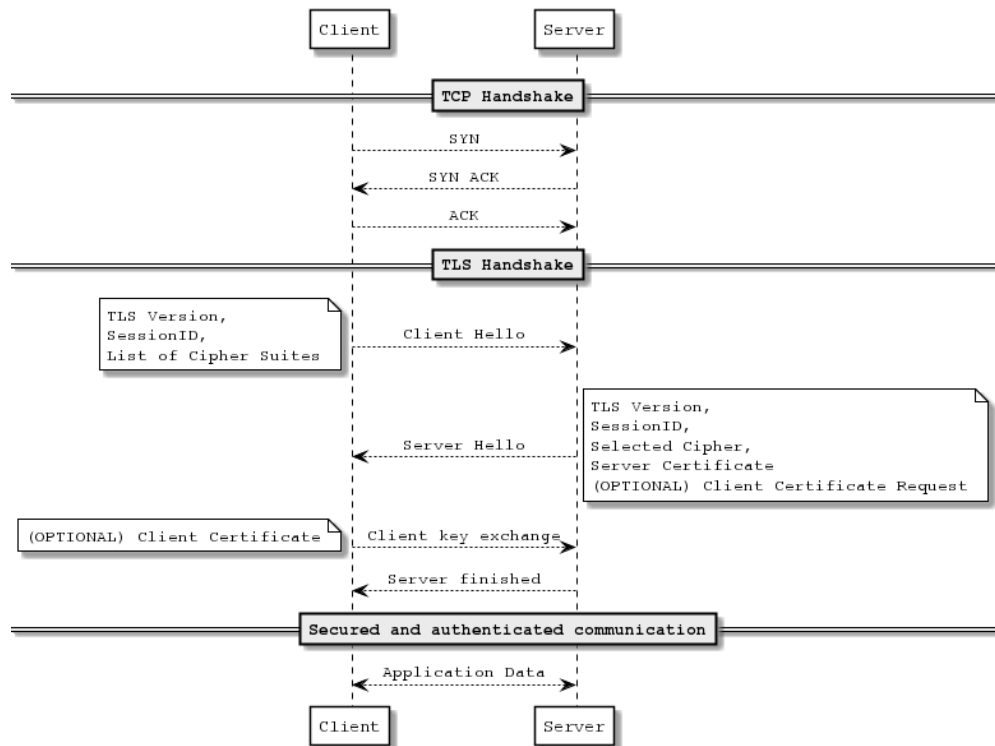 Client
Server
TCP Handshake
SYN
SYN ACK
ACK
TLS Handshake
TLS Version,
SessionID,
List of Cipher Suites
Client Hello
TLS Version,
SessionID,
Selected Cipher,
Server Certificate
(OPTIONAL) Client Certificate Request
Server Hello
(OPTIONAL) Client Certificate
Client key exchange
Server finished
Secured and authenticated communication
Application Data
Client
Server